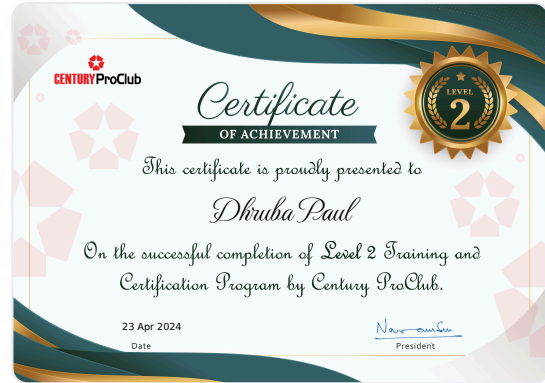 CENTURY ProClub
Certificate
OF ACHIEVEMENT
LEVEL
2
This certificate is proudly presented to
Dhruba Paul
On the successful completion of Level 2 Training and
Certification Program by Century ProClub.
23 Apr 2024
Date
President